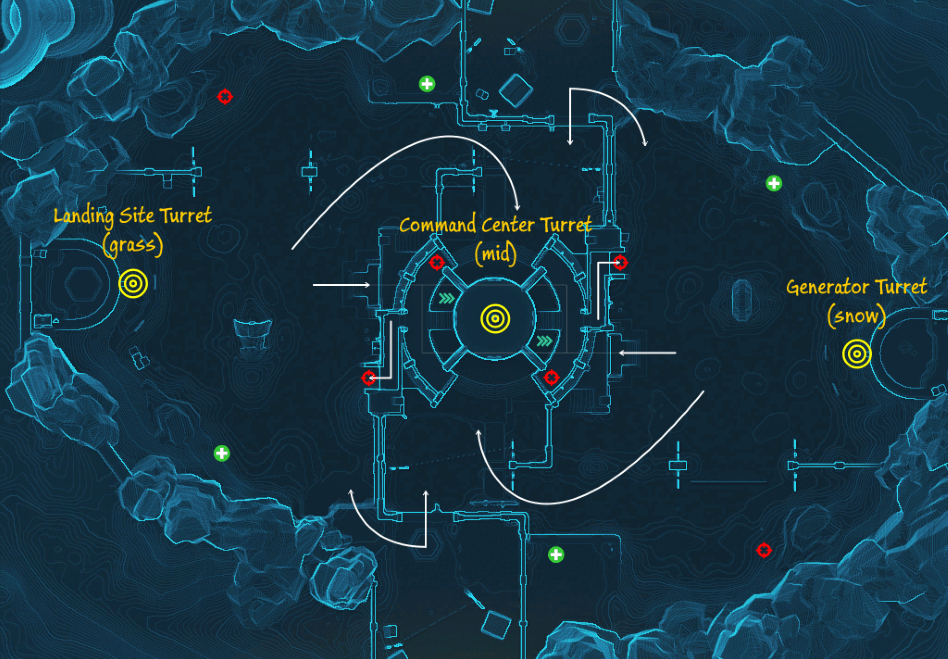 Landing Site Turret
(grass)
Command Center Turret
(mid)
Generator Turret
(snow)